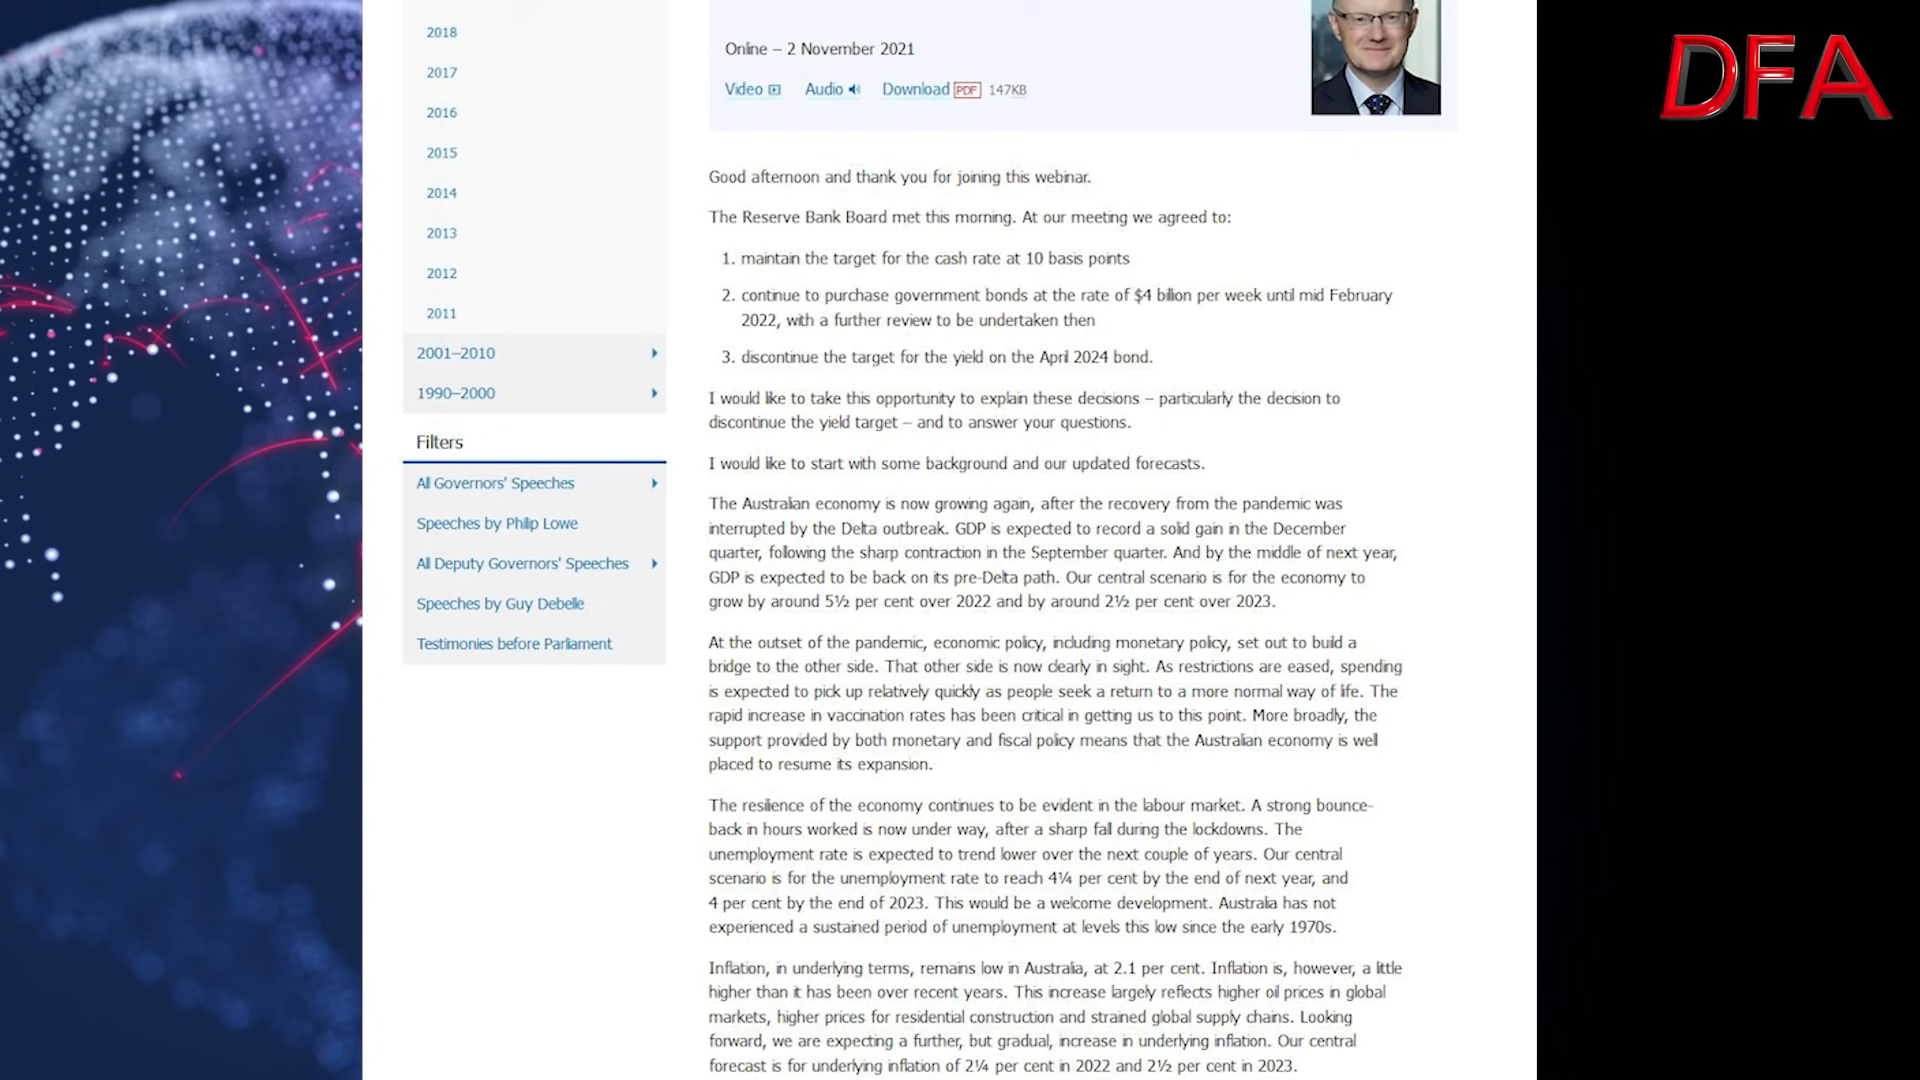 2018
2017
2016
2015
2014
2013
2012
2011
2001–2010
1990–2000
Filters
All Governors' Speeches
Speeches by Philip Lowe
All Deputy Governors' Speeches
Speeches by Guy Debelle
Testimonies before Parliament
Online – 2 November 2021
Video Audio Download PDF 147KB
Good afternoon and thank you for joining this webinar.
The Reserve Bank Board met this morning. At our meeting we agreed to:
1. maintain the target for the cash rate at 10 basis points
2. continue to purchase government bonds at the rate of $4 billion per week until mid February
2022, with a further review to be undertaken then
3. discontinue the target for the yield on the April 2024 bond.
I would like to take this opportunity to explain these decisions – particularly the decision to
discontinue the yield target – and to answer your questions.
I would like to start with some background and our updated forecasts.
The Australian economy is now growing again, after the recovery from the pandemic was
interrupted by the Delta outbreak. GDP is expected to record a solid gain in the December
quarter, following the sharp contraction in the September quarter. And by the middle of next year,
GDP is expected to be back on its pre-Delta path. Our central scenario is for the economy to
grow by around 5½ per cent over 2022 and by around 2½ per cent over 2023.
At the outset of the pandemic, economic policy, including monetary policy, set out to build a
bridge to the other side. That other side is now clearly in sight. As restrictions are eased, spending
is expected to pick up relatively quickly as people seek a return to a more normal way of life. The
rapid increase in vaccination rates has been critical in getting us to this point. More broadly, the
support provided by both monetary and fiscal policy means that the Australian economy is well
placed to resume its expansion.
The resilience of the economy continues to be evident in the labour market. A strong bounce-
back in hours worked is now under way, after a sharp fall during the lockdowns. The
unemployment rate is expected to trend lower over the next couple of years. Our central
scenario is for the unemployment rate to reach 4¼ per cent by the end of next year, and
4 per cent by the end of 2023. This would be a welcome development. Australia has not
experienced a sustained period of unemployment at levels this low since the early 1970s.
Inflation, in underlying terms, remains low in Australia, at 2.1 per cent. Inflation is, however, a little
higher than it has been over recent years. This increase largely reflects higher oil prices in global
markets, higher prices for residential construction and strained global supply chains. Looking
forward, we are expecting a further, but gradual, increase in underlying inflation. Our central
forecast is for underlying inflation of 2¼ per cent in 2022 and 2½ per cent in 2023.
DFA